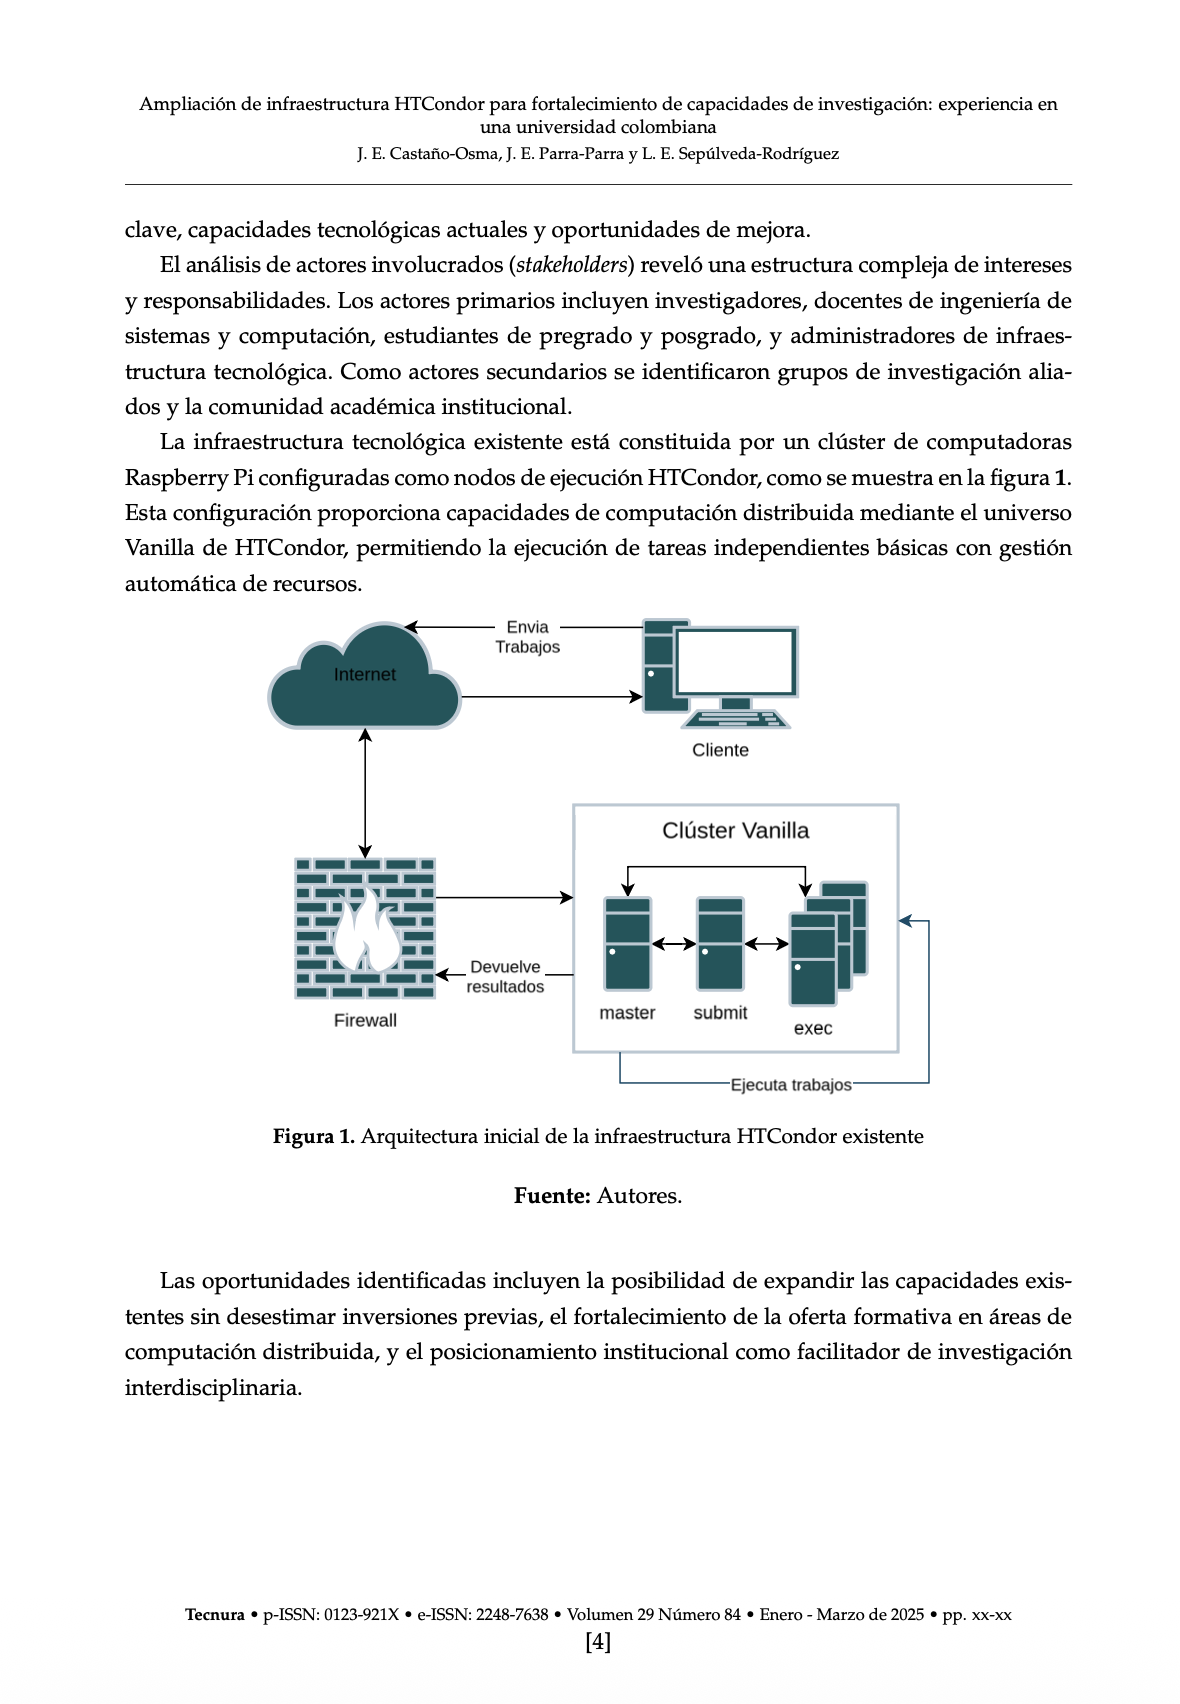 Ampliación de infraestructura HTCondor para fortalecimiento de capacidades de investigación: experiencia en
una universidad colombiana
J. E. Castaño-Osma, J. E. Parra-Parra y L. E. Sepúlveda-Rodríguez
clave, capacidades tecnológicas actuales y oportunidades de mejora.
El análisis de actores involucrados (stakeholders) reveló una estructura compleja de intereses
y responsabilidades. Los actores primarios incluyen investigadores, docentes de ingeniería de
sistemas y computación, estudiantes de pregrado y posgrado, y administradores de infraes-
tructura tecnológica. Como actores secundarios se identificaron grupos de investigación alia-
dos y la comunidad académica institucional.
La infraestructura tecnológica existente está constituida por un clúster de computadoras
Raspberry Pi configuradas como nodos de ejecución HTCondor, como se muestra en la figura 1.
Esta configuración proporciona capacidades de computación distribuida mediante el universo
Vanilla de HTCondor, permitiendo la ejecución de tareas independientes básicas con gestión
automática de recursos.
Envia
Trabajos
Internet
Cliente
Clúster Vanilla
Devuelve
resultados
master
submit
exec
Firewall
Ejecuta trabajos
Figura 1. Arquitectura inicial de la infraestructura HTCondor existente
Fuente: Autores.
Las oportunidades identificadas incluyen la posibilidad de expandir las capacidades exis-
tentes sin desestimar inversiones previas, el fortalecimiento de la oferta formativa en áreas de
computación distribuida, y el posicionamiento institucional como facilitador de investigación
interdisciplinaria.
Tecnura • p-ISSN: 0123-921X • e-ISSN: 2248-7638 • Volumen 29 Número 84 • Enero - Marzo de 2025 • pp. xx-xx
[4]